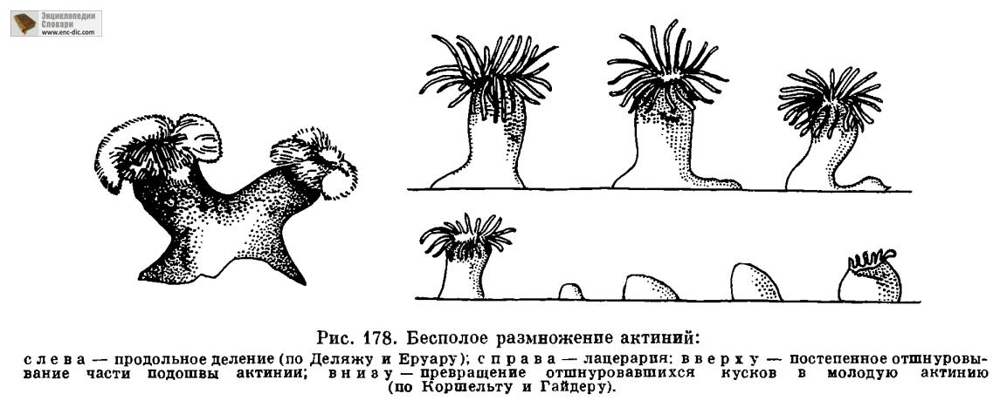 Энциклопедии
Словари
www.enc-dic.com
Рис. 178. Бесполое размножение актиний:
слева — продольное деление (по Деляжу и Еруару); справа — лацерария: вверху — постепенное отшнуровы-
вание части подошвы актинии; внизу — превращение отшнуровавшихся кусков в молодую актинию
(по Коршельту и Гайдеру).